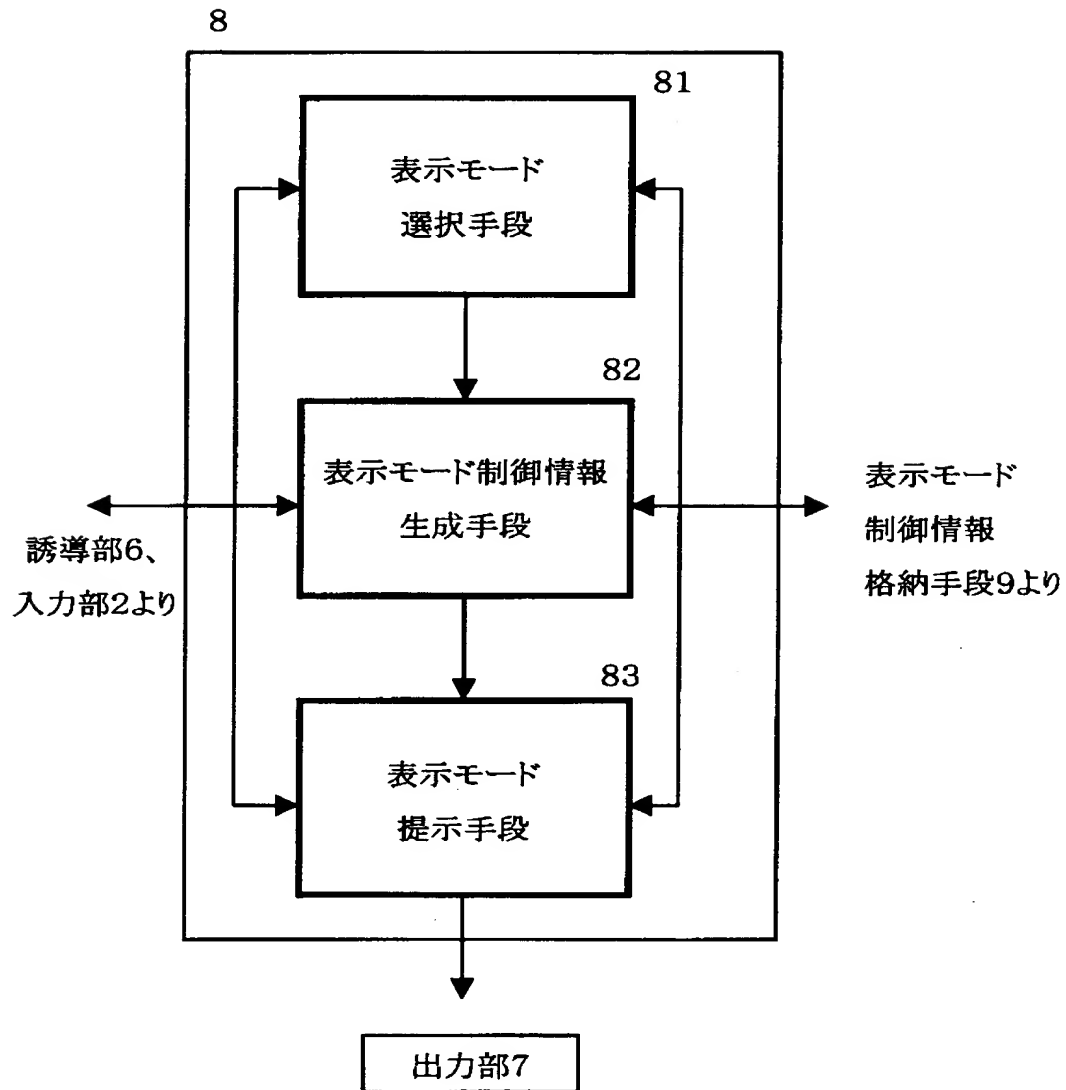 8
81
表示モード
選択手段
82
表示モード制御情報
生成手段
誘導部6、
入力部2より
表示モード
制御情報
格納手段9より
83
表示モード
提示手段
出力部7